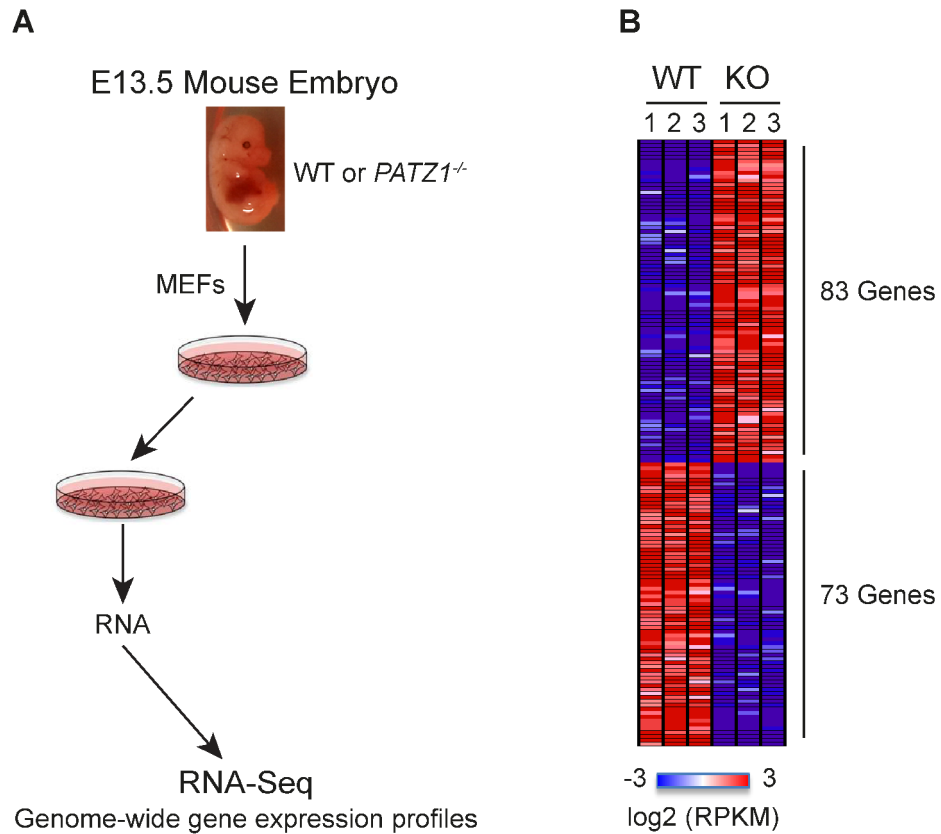 A
E13.5 Mouse Embryo
WT or PATZ1-/-
MEFs
RNA
RNA-Seq
Genome-wide gene expression profiles
B
WT KO
1 2 3 1 2 3
83 Genes
73 Genes
-3 3
log2 (RPKM)